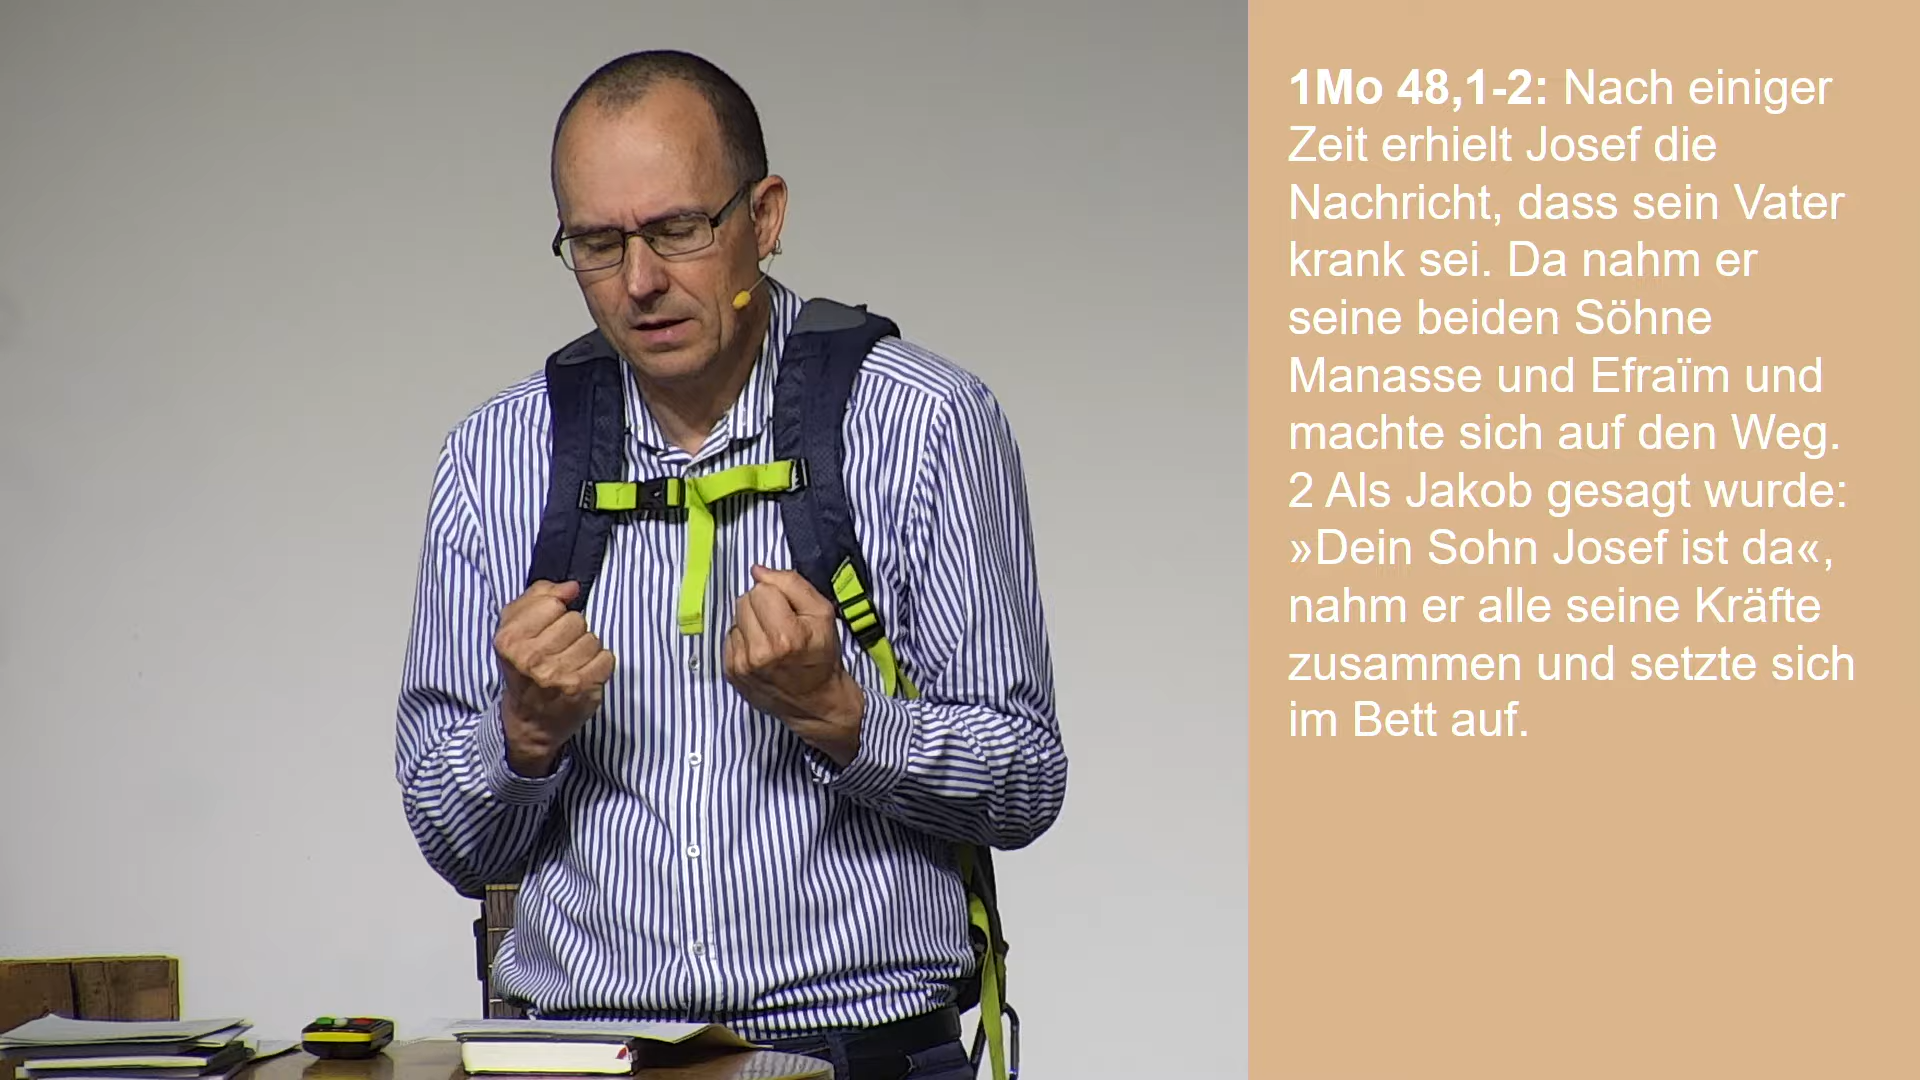 1Mo 48,1-2: Nach einiger
Zeit erhielt Josef die
Nachricht, dass sein Vater
krank sei. Da nahm er
seine beiden Söhne
Manasse und Efraïm und
machte sich auf den Weg.
2 Als Jakob gesagt wurde:
»Dein Sohn Josef ist da«,
nahm er alle seine Kräfte
zusammen und setzte sich
im Bett auf.